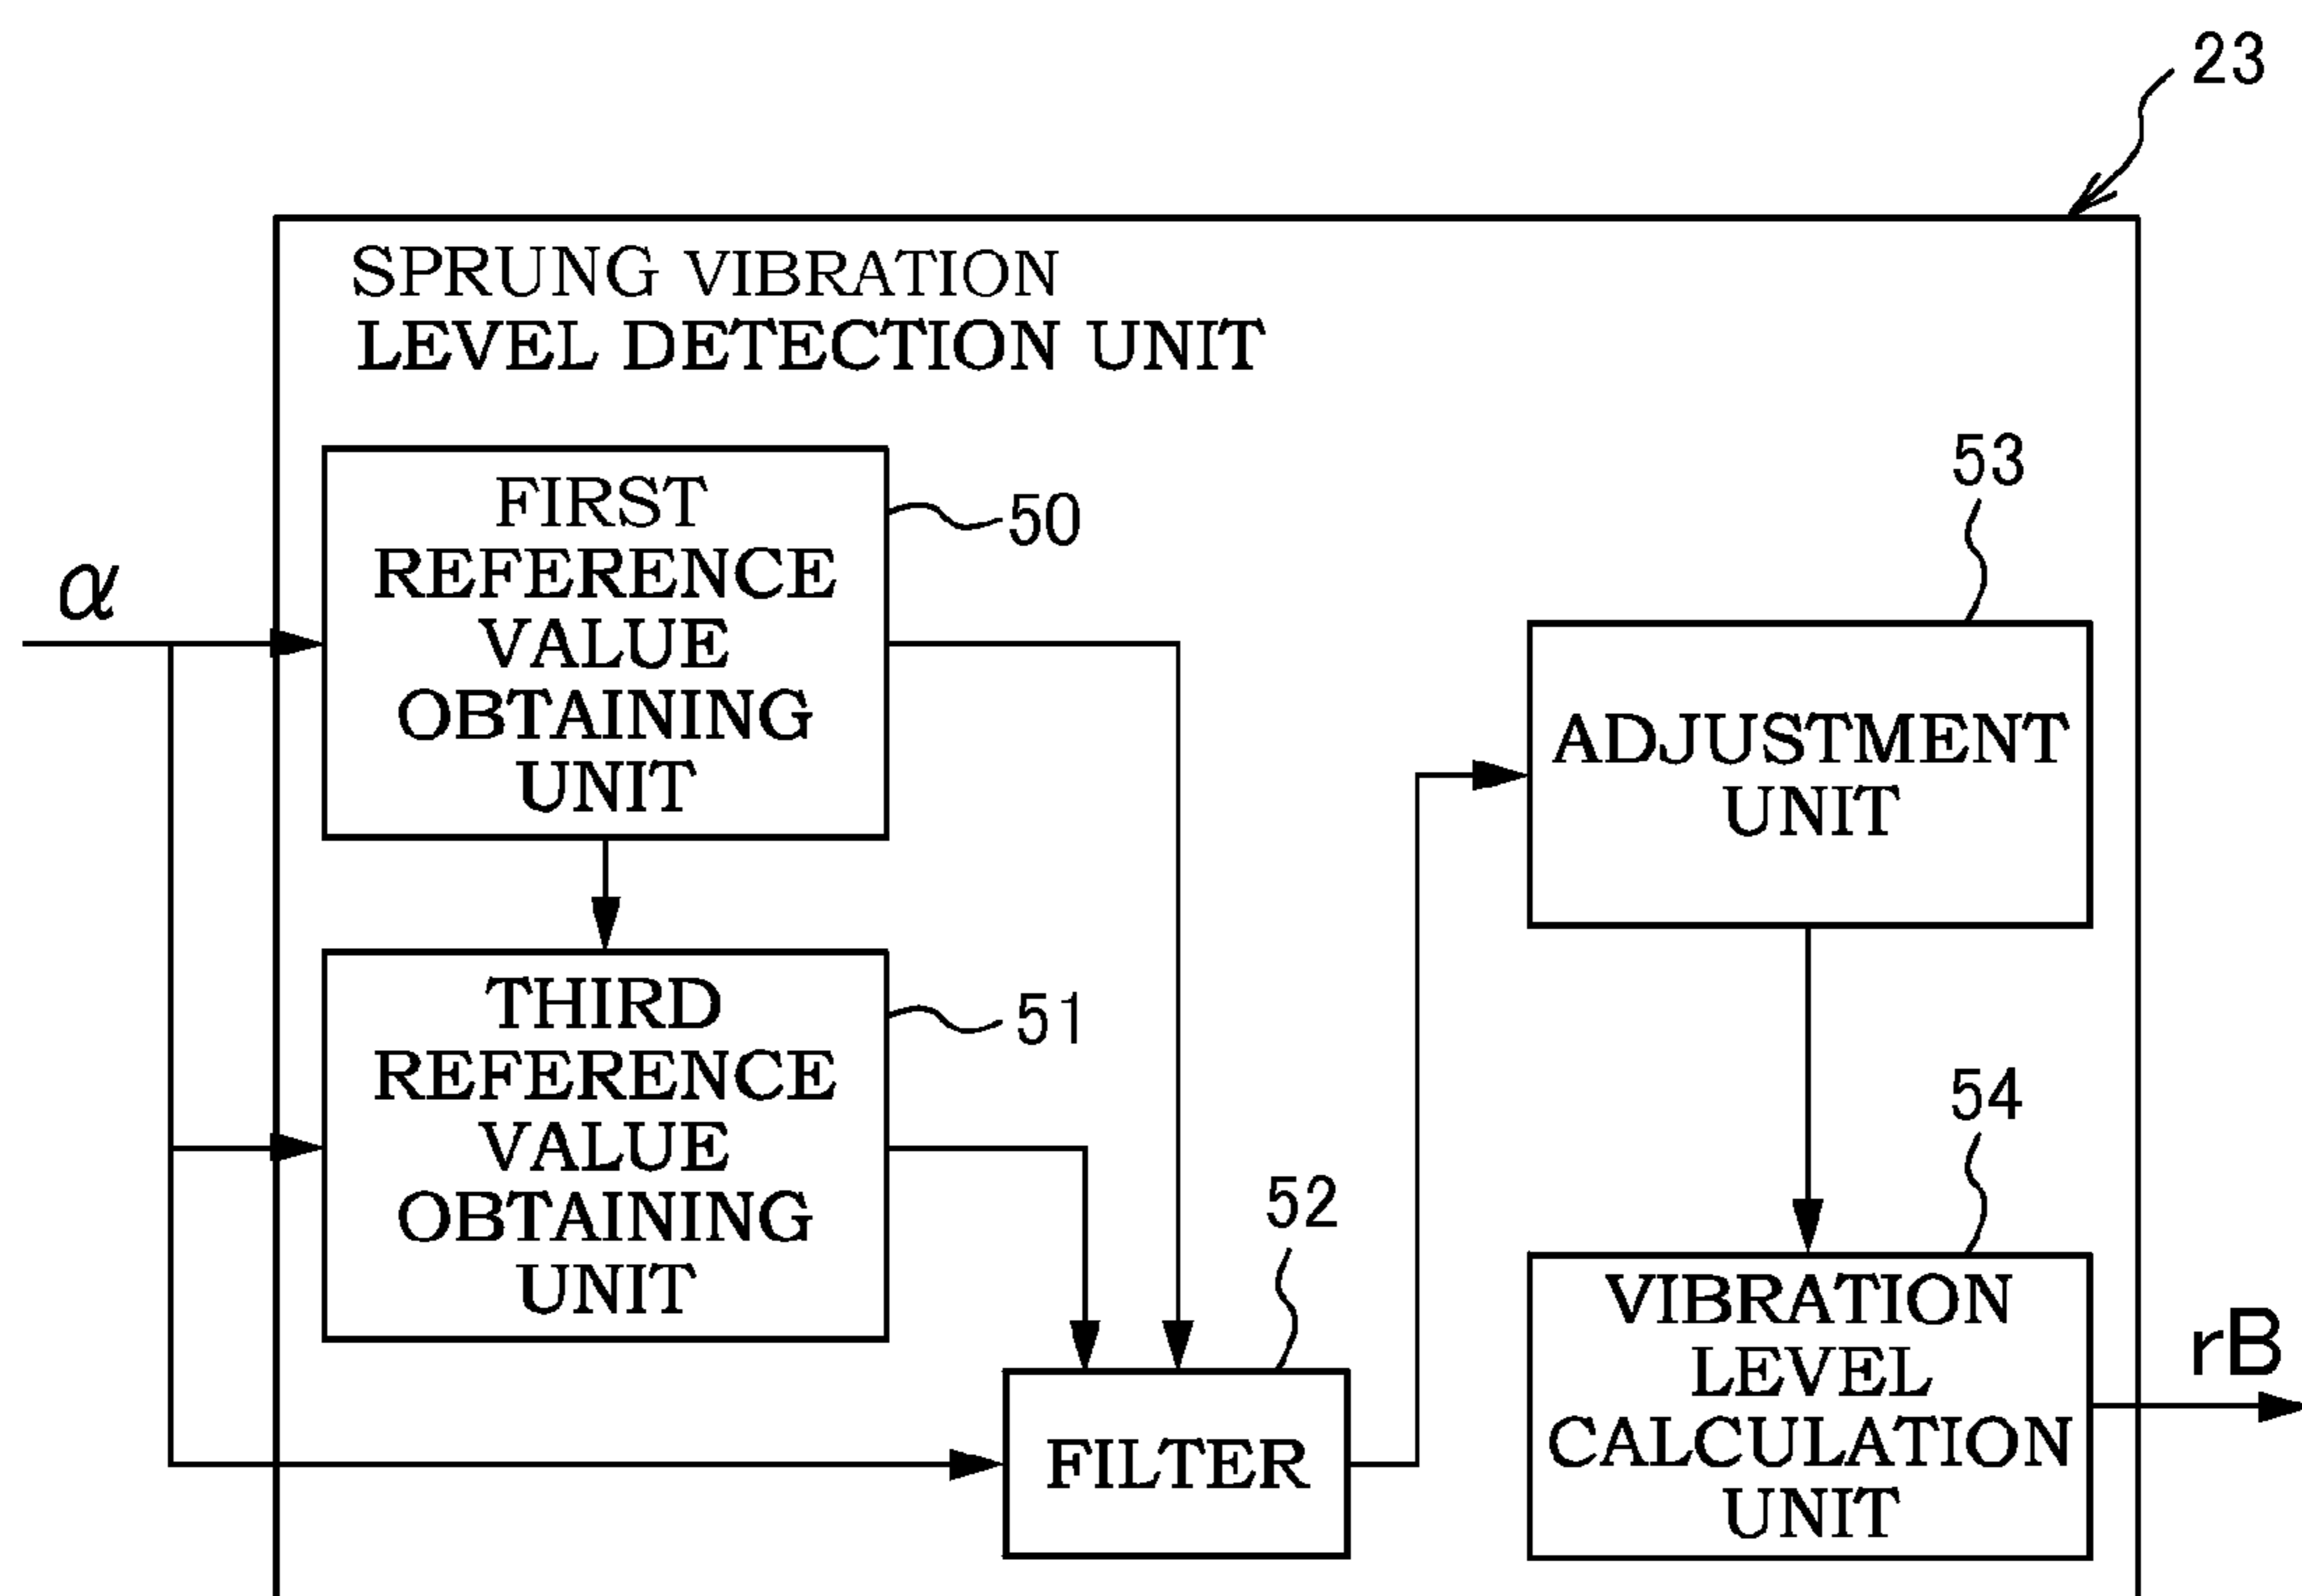 23
SPRUNG VIBRATION
LEVEL DETECTION UNIT
FIRST
REFERENCE
VALUE
OBTAINING
UNIT
50
α
THIRD
REFERENCE
VALUE
OBTAINING
UNIT
51
52
FILTER
53
ADJUSTMENT
UNIT
54
VIBRATION
LEVEL
CALCULATION
UNIT
rB